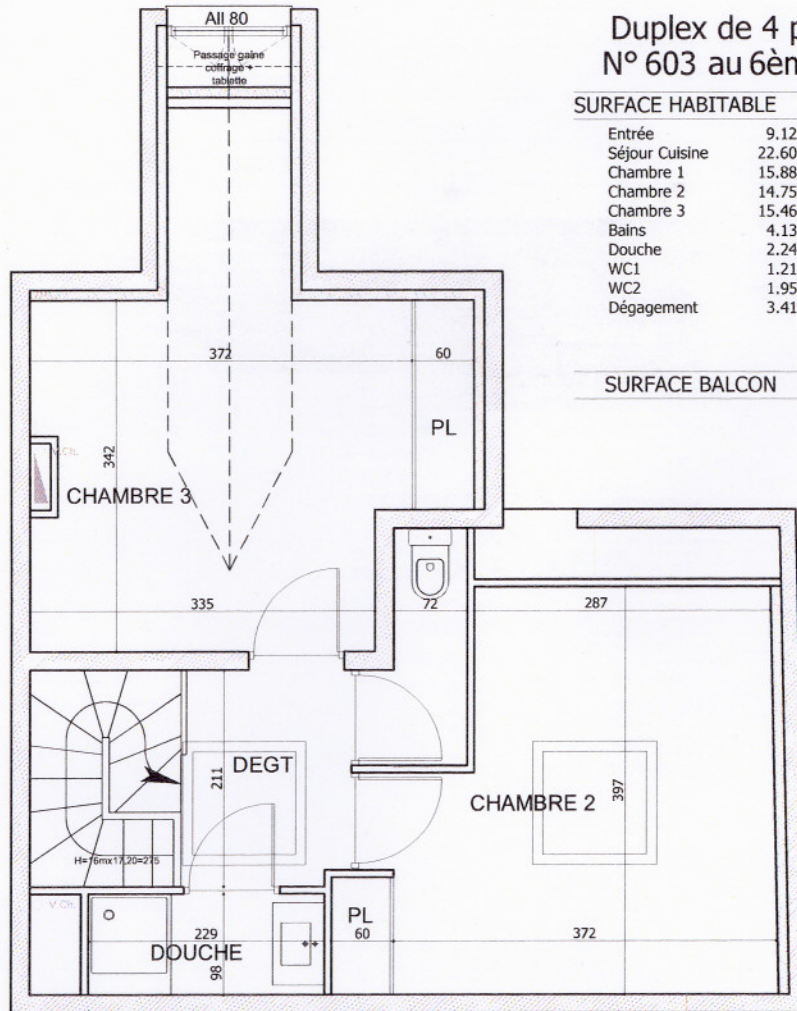 All 80
Passage gaine
coffrage +
tablette
Duplex de 4 p
N° 603 au 6èm
SURFACE HABITABLE
Entrée 9.12
Séjour Cuisine 22.60
Chambre 1 15.88
Chambre 2 14.75
Chambre 3 15.46
Bains 4.13
Douche 2.24
WC1 1.21
WC2 1.95
Dégagement 3.41
SURFACE BALCON
372
60
PL
342
V.Ch.
CHAMBRE 3
335
72
287
DEGT
211
CHAMBRE 2
397
H=16mx17,20=275
V.Ch.
PL
229
60
372
DOUCHE
98